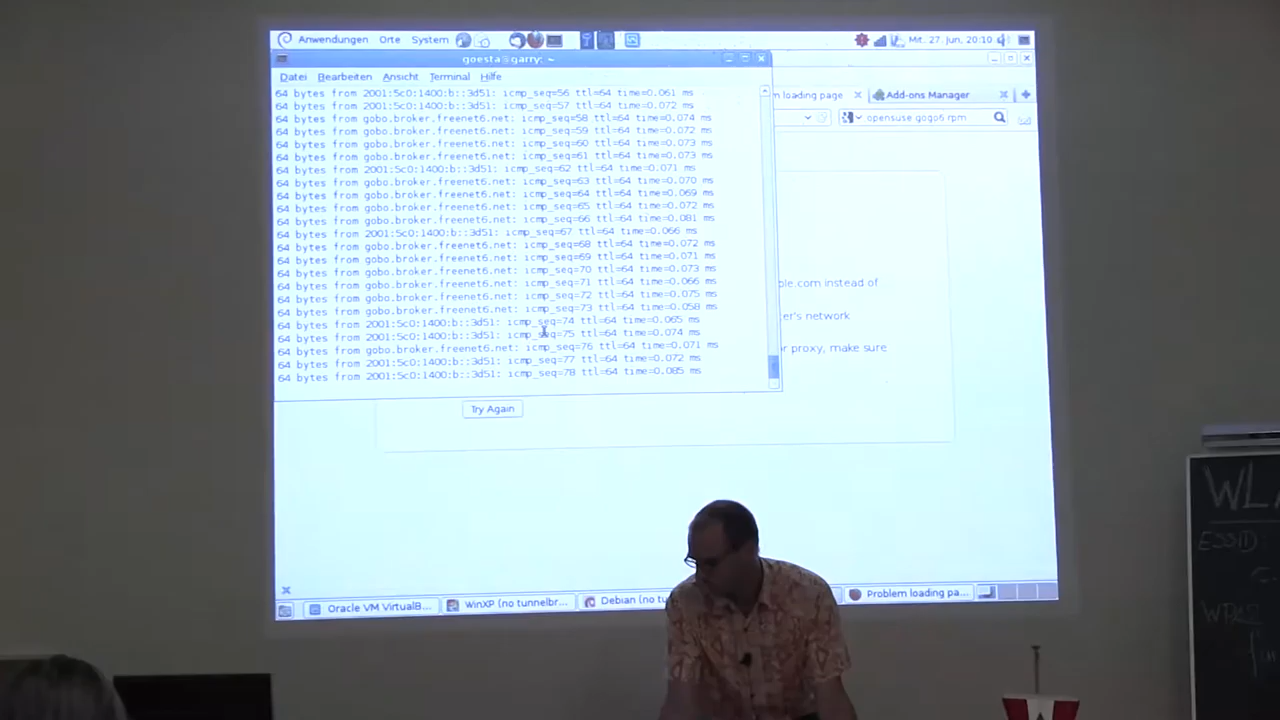 Anwendungen Orte System Mit. 27. Jun, 20:10
goesta@garry: ~
Datei Bearbeiten Ansicht Terminal Hilfe
m loading page Add-ons Manager
opensuse gogo6 rpm
64 bytes from 2001:5c0:1400:b::3d51: icmp_seq=56 ttl=64 time=0.061 ms
64 bytes from 2001:5c0:1400:b::3d51: icmp_seq=57 ttl=64 time=0.072 ms
64 bytes from gobo.broker.freenet6.net: icmp_seq=58 ttl=64 time=0.074 ms
64 bytes from gobo.broker.freenet6.net: icmp_seq=59 ttl=64 time=0.072 ms
64 bytes from gobo.broker.freenet6.net: icmp_seq=60 ttl=64 time=0.073 ms
64 bytes from gobo.broker.freenet6.net: icmp_seq=61 ttl=64 time=0.073 ms
64 bytes from 2001:5c0:1400:b::3d51: icmp_seq=62 ttl=64 time=0.071 ms
64 bytes from gobo.broker.freenet6.net: icmp_seq=63 ttl=64 time=0.070 ms
64 bytes from gobo.broker.freenet6.net: icmp_seq=64 ttl=64 time=0.069 ms
64 bytes from gobo.broker.freenet6.net: icmp_seq=65 ttl=64 time=0.072 ms
64 bytes from gobo.broker.freenet6.net: icmp_seq=66 ttl=64 time=0.081 ms
64 bytes from 2001:5c0:1400:b::3d51: icmp_seq=67 ttl=64 time=0.066 ms
64 bytes from gobo.broker.freenet6.net: icmp_seq=68 ttl=64 time=0.072 ms
64 bytes from gobo.broker.freenet6.net: icmp_seq=69 ttl=64 time=0.071 ms
64 bytes from gobo.broker.freenet6.net: icmp_seq=70 ttl=64 time=0.073 ms
64 bytes from gobo.broker.freenet6.net: icmp_seq=71 ttl=64 time=0.066 ms
64 bytes from gobo.broker.freenet6.net: icmp_seq=72 ttl=64 time=0.075 ms
64 bytes from gobo.broker.freenet6.net: icmp_seq=73 ttl=64 time=0.058 ms
64 bytes from 2001:5c0:1400:b::3d51: icmp_seq=74 ttl=64 time=0.065 ms
64 bytes from 2001:5c0:1400:b::3d51: icmp_seq=75 ttl=64 time=0.074 ms
64 bytes from gobo.broker.freenet6.net: icmp_seq=76 ttl=64 time=0.071 ms
64 bytes from 2001:5c0:1400:b::3d51: icmp_seq=77 ttl=64 time=0.072 ms
64 bytes from 2001:5c0:1400:b::3d51: icmp_seq=78 ttl=64 time=0.085 ms
ble.com instead of
er's network
or proxy, make sure
Try Again
Oracle VM VirtualB... WinXP (no tunnelbr... Debian (no tu Problem loading pa...
WL
ESSID:
WPA2